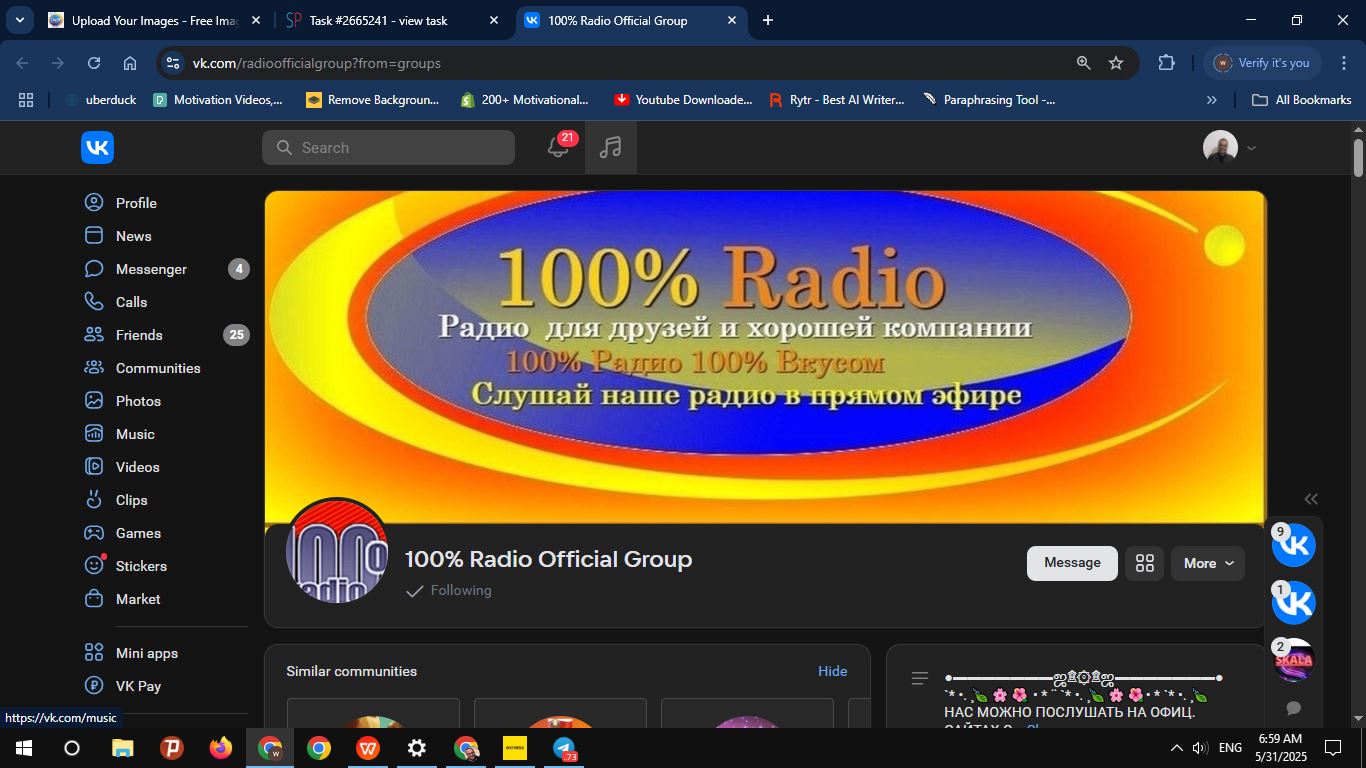 Upload Your Images - Free Imag
Task #2665241 - view task
100% Radio Official Group
vk.com/radioofficialgroup?from=groups
Verify it's you
uberduck
Motivation Videos,...
Remove Backgroun...
200+ Motivational...
Youtube Downloade...
Rytr - Best AI Writer...
Paraphrasing Tool -...
All Bookmarks
Search
21
Profile
News
Messenger 4
Calls
Friends 25
Communities
Photos
Music
Videos
Clips
Games
Stickers
Market
Mini apps
VK Pay
https://vk.com/music
100% Radio
Радио для друзей и хорошей компании
100% Радио 100% Вкусом
Слушай наше радио в прямом эфире
100% Radio Official Group
Following
Message
More
9
1
2
SKALA
Similar communities
Hide
НАС МОЖНО ПОСЛУШАТЬ НА ОФИЦ.
ENG
6:59 AM
5/31/2025